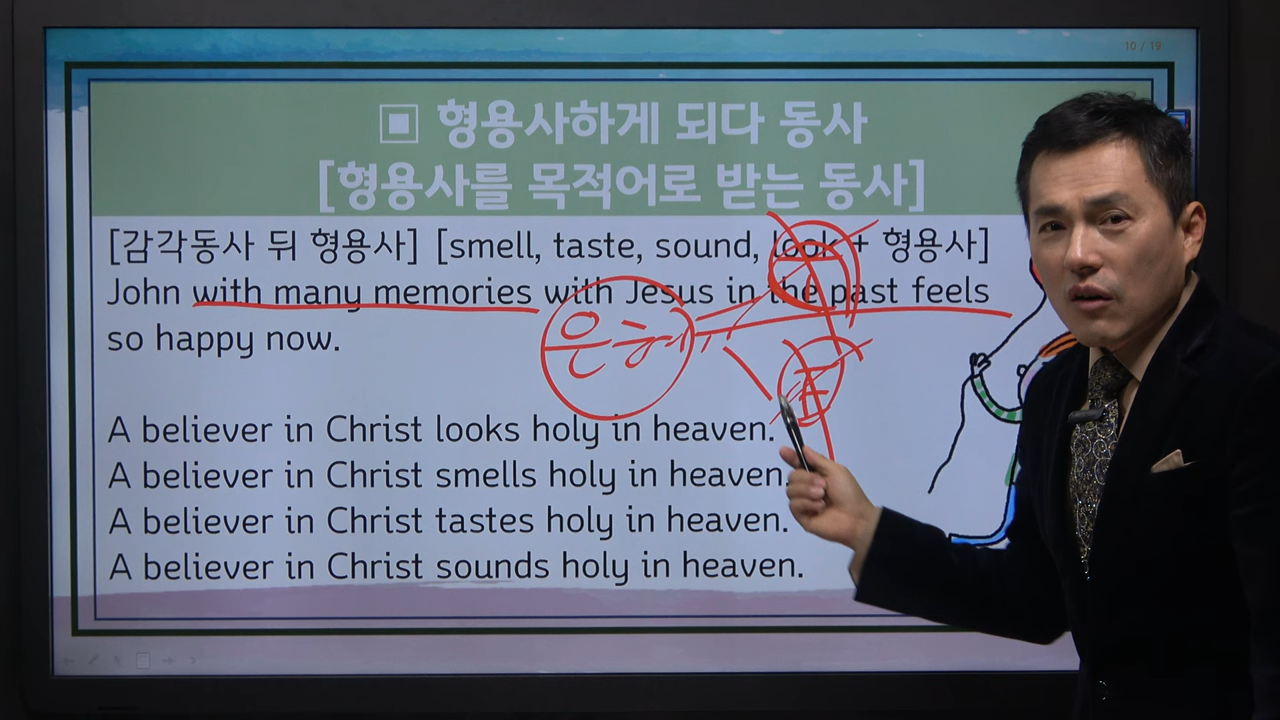 10 / 19
▣ 형용사하게 되다 동사
[형용사를 목적어로 받는 동사]
[감각동사 뒤 형용사] [smell, taste, sound, look + 형용사]
John with many memories with Jesus in the past feels
so happy now.
은혜
A believer in Christ looks holy in heaven.
A believer in Christ smells holy in heaven.
A believer in Christ tastes holy in heaven.
A believer in Christ sounds holy in heaven.